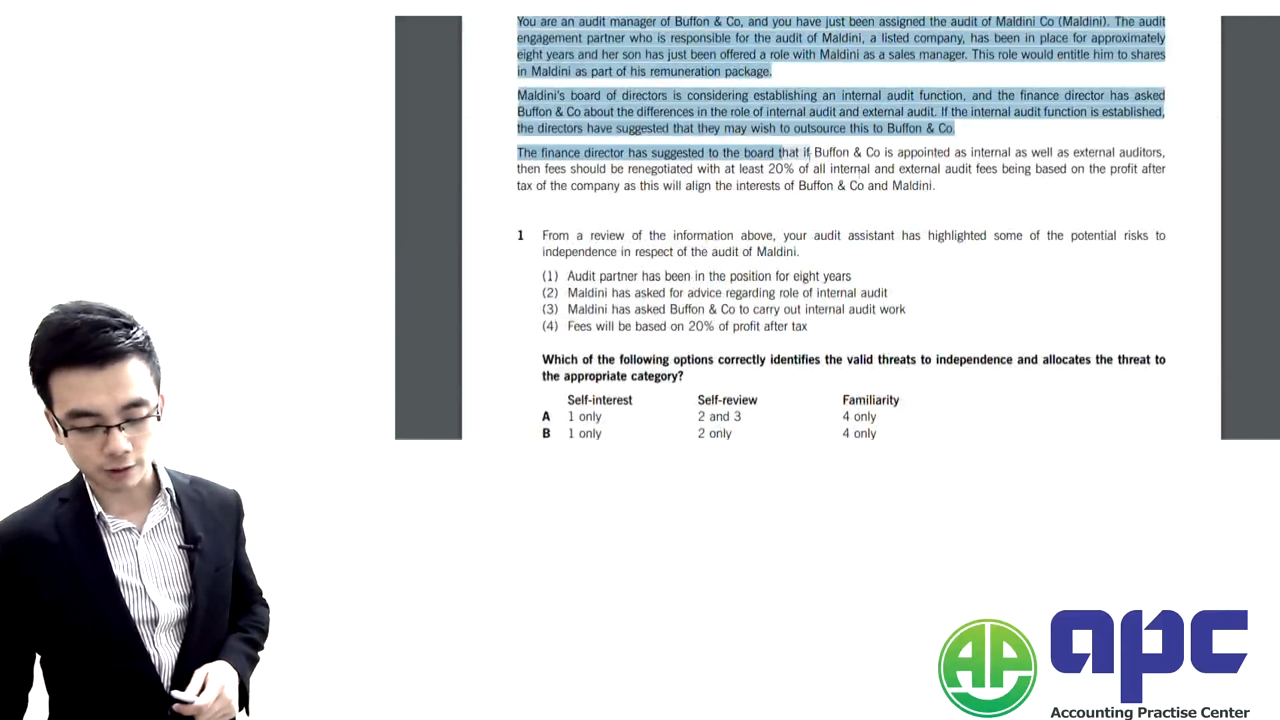 You are an audit manager of Buffon & Co, and you have just been assigned the audit of Maldini Co (Maldini). The audit
engagement partner who is responsible for the audit of Maldini, a listed company, has been in place for approximately
eight years and her son has just been offered a role with Maldini as a sales manager. This role would entitle him to shares
in Maldini as part of his remuneration package.
Maldini's board of directors is considering establishing an internal audit function, and the finance director has asked
Buffon & Co about the differences in the role of internal audit and external audit. If the internal audit function is established,
the directors have suggested that they may wish to outsource this to Buffon & Co.
The finance director has suggested to the board that if Buffon & Co is appointed as internal as well as external auditors,
then fees should be renegotiated with at least 20% of all internal and external audit fees being based on the profit after
tax of the company as this will align the interests of Buffon & Co and Maldini.
1 From a review of the information above, your audit assistant has highlighted some of the potential risks to
independence in respect of the audit of Maldini.
(1) Audit partner has been in the position for eight years
(2) Maldini has asked for advice regarding role of internal audit
(3) Maldini has asked Buffon & Co to carry out internal audit work
(4) Fees will be based on 20% of profit after tax
Which of the following options correctly identifies the valid threats to independence and allocates the threat to
the appropriate category?
Self-interest Self-review Familiarity
A 1 only 2 and 3 4 only
B 1 only 2 only 4 only
AP
apc
Accounting Practise Center